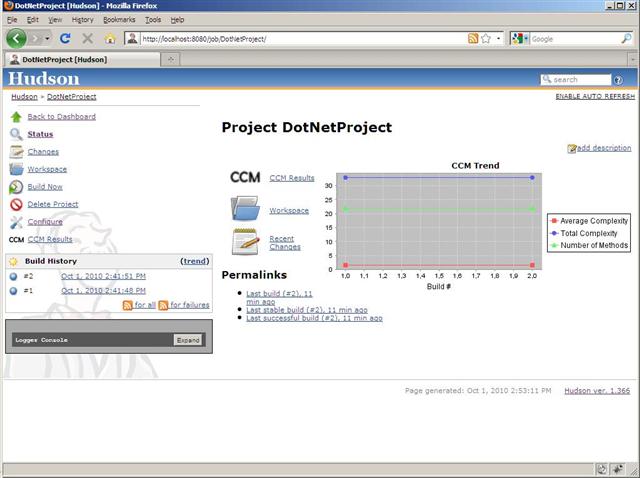 DotNetProject [Hudson] - Mozilla Firefox
File Edit View History Bookmarks Tools Help
http://localhost:8080/job/DotNetProject/
Google
DotNetProject [Hudson]
Hudson
search
Hudson » DotNetProject
ENABLE AUTO REFRESH
Back to Dashboard
Status
Changes
Workspace
Build Now
Delete Project
Configure
CCM CCM Results
Build History (trend)
#2 Oct 1, 2010 2:41:51 PM
#1 Oct 1, 2010 2:41:48 PM
for all for failures
Logger Console Expand
Project DotNetProject
add description
CCM CCM Results
Workspace
Recent
Changes
CCM Trend
30
25
20
15
10
5
0
1,0 1,1 1,2 1,3 1,4 1,5 1,6 1,7 1,8 1,9 2,0
Build #
Average Complexity
Total Complexity
Number of Methods
Permalinks
Last build (#2), 11
min ago
Last stable build (#2), 11 min ago
Last successful build (#2), 11 min ago
Page generated: Oct 1, 2010 2:53:11 PM Hudson ver. 1.366